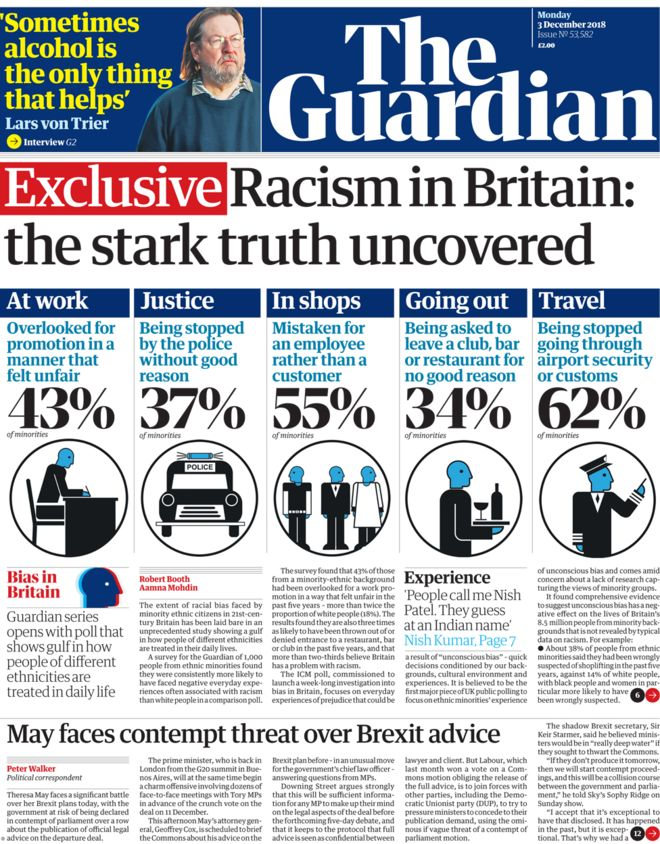 'Sometimes
alcohol is
the only thing
that helps'
Lars von Trier
Interview G2
The
Guardian
Monday
3 December 2018
Issue № 53,582
£2.00
Exclusive Racism in Britain:
the stark truth uncovered
At work
Overlooked for
promotion in a
manner that
felt unfair
43%
of minorities
Justice
Being stopped
by the police
without good
reason
37%
of minorities
POLICE
In shops
Mistaken for
an employee
rather than a
customer
55%
of minorities
Going out
Being asked to
leave a club, bar
or restaurant for
no good reason
34%
of minorities
Travel
Being stopped
going through
airport security
or customs
62%
of minorities
Bias in
Britain
Guardian series
opens with poll that
shows gulf in how
people of different
ethnicities are
treated in daily life
Robert Booth
Aamna Mohdin
The extent of racial bias faced by
minority ethnic citizens in 21st-cen-
tury Britain has been laid bare in an
unprecedented study showing a gulf
in how people of different ethnicities
are treated in their daily lives.
A survey for the Guardian of 1,000
people from ethnic minorities found
they were consistently more likely to
have faced negative everyday expe-
riences often associated with racism
than white people in a comparison poll.
The survey found that 43% of those
from a minority-ethnic background
had been overlooked for a work pro-
motion in a way that felt unfair in the
past five years - more than twice the
proportion of white people (18%). The
results found they are also three times
as likely to have been thrown out of or
denied entrance to a restaurant, bar
or club in the past five years, and that
more than two-thirds believe Britain
has a problem with racism.
The ICM poll, commissioned to
launch a week-long investigation into
bias in Britain, focuses on everyday
experiences of prejudice that could be
Experience
'People call me Nish
Patel. They guess
at an Indian name'
Nish Kumar, Page 7
a result of "unconscious bias" - quick
decisions conditioned by our back-
grounds, cultural environment and
experiences. It is believed to be the
first major piece of UK public polling to
focus on ethnic minorities' experience
of unconscious bias and comes amid
concern about a lack of research cap-
turing the views of minority groups.
It found comprehensive evidence
to suggest unconscious bias has a neg-
ative effect on the lives of Britain's
8.5 million people from minority back-
grounds that is not revealed by typical
data on racism. For example:
● About 38% of people from ethnic
minorities said they had been wrongly
suspected of shoplifting in the past five
years, against 14% of white people,
with black people and women in par-
ticular more likely to have
been wrongly suspected.
6
May faces contempt threat over Brexit advice
Peter Walker
Political correspondent
Theresa May faces a significant battle
over her Brexit plans today, with the
government at risk of being declared
in contempt of parliament over a row
about the publication of official legal
advice on the departure deal.
The prime minister, who is back in
London from the G20 summit in Bue-
nos Aires, will at the same time begin
a charm offensive involving dozens of
face-to-face meetings with Tory MPs
in advance of the crunch vote on the
deal on 11 December.
This afternoon May's attorney gen-
eral, Geoffrey Cox, is scheduled to brief
the Commons about his advice on the
Brexit plan before - in an unusual move
for the government's chief law officer -
answering questions from MPs.
Downing Street argues strongly
that this will be sufficient informa-
tion for any MP to make up their mind
on the legal aspects of the deal before
the forthcoming five-day debate, and
that it keeps to the protocol that full
advice is seen as confidential between
lawyer and client. But Labour, which
last month won a vote on a Com-
mons motion obliging the release of
the full advice, is to join forces with
other parties, including the Demo-
cratic Unionist party (DUP), to try to
pressure ministers to concede to their
publication demand, using the omi-
nous if vague threat of a contempt of
parliament motion.
The shadow Brexit secretary, Sir
Keir Starmer, said he believed minis-
ters would be in "really deep water" if
they sought to thwart the Commons.
"If they don't produce it tomorrow,
then we will start contempt proceed-
ings, and this will be a collision course
between the government and parlia-
ment," he told Sky's Sophy Ridge on
Sunday show.
"I accept that it's exceptional to
have that disclosed. It has happened
in the past, but it is excep-
tional. That's why we had a
12